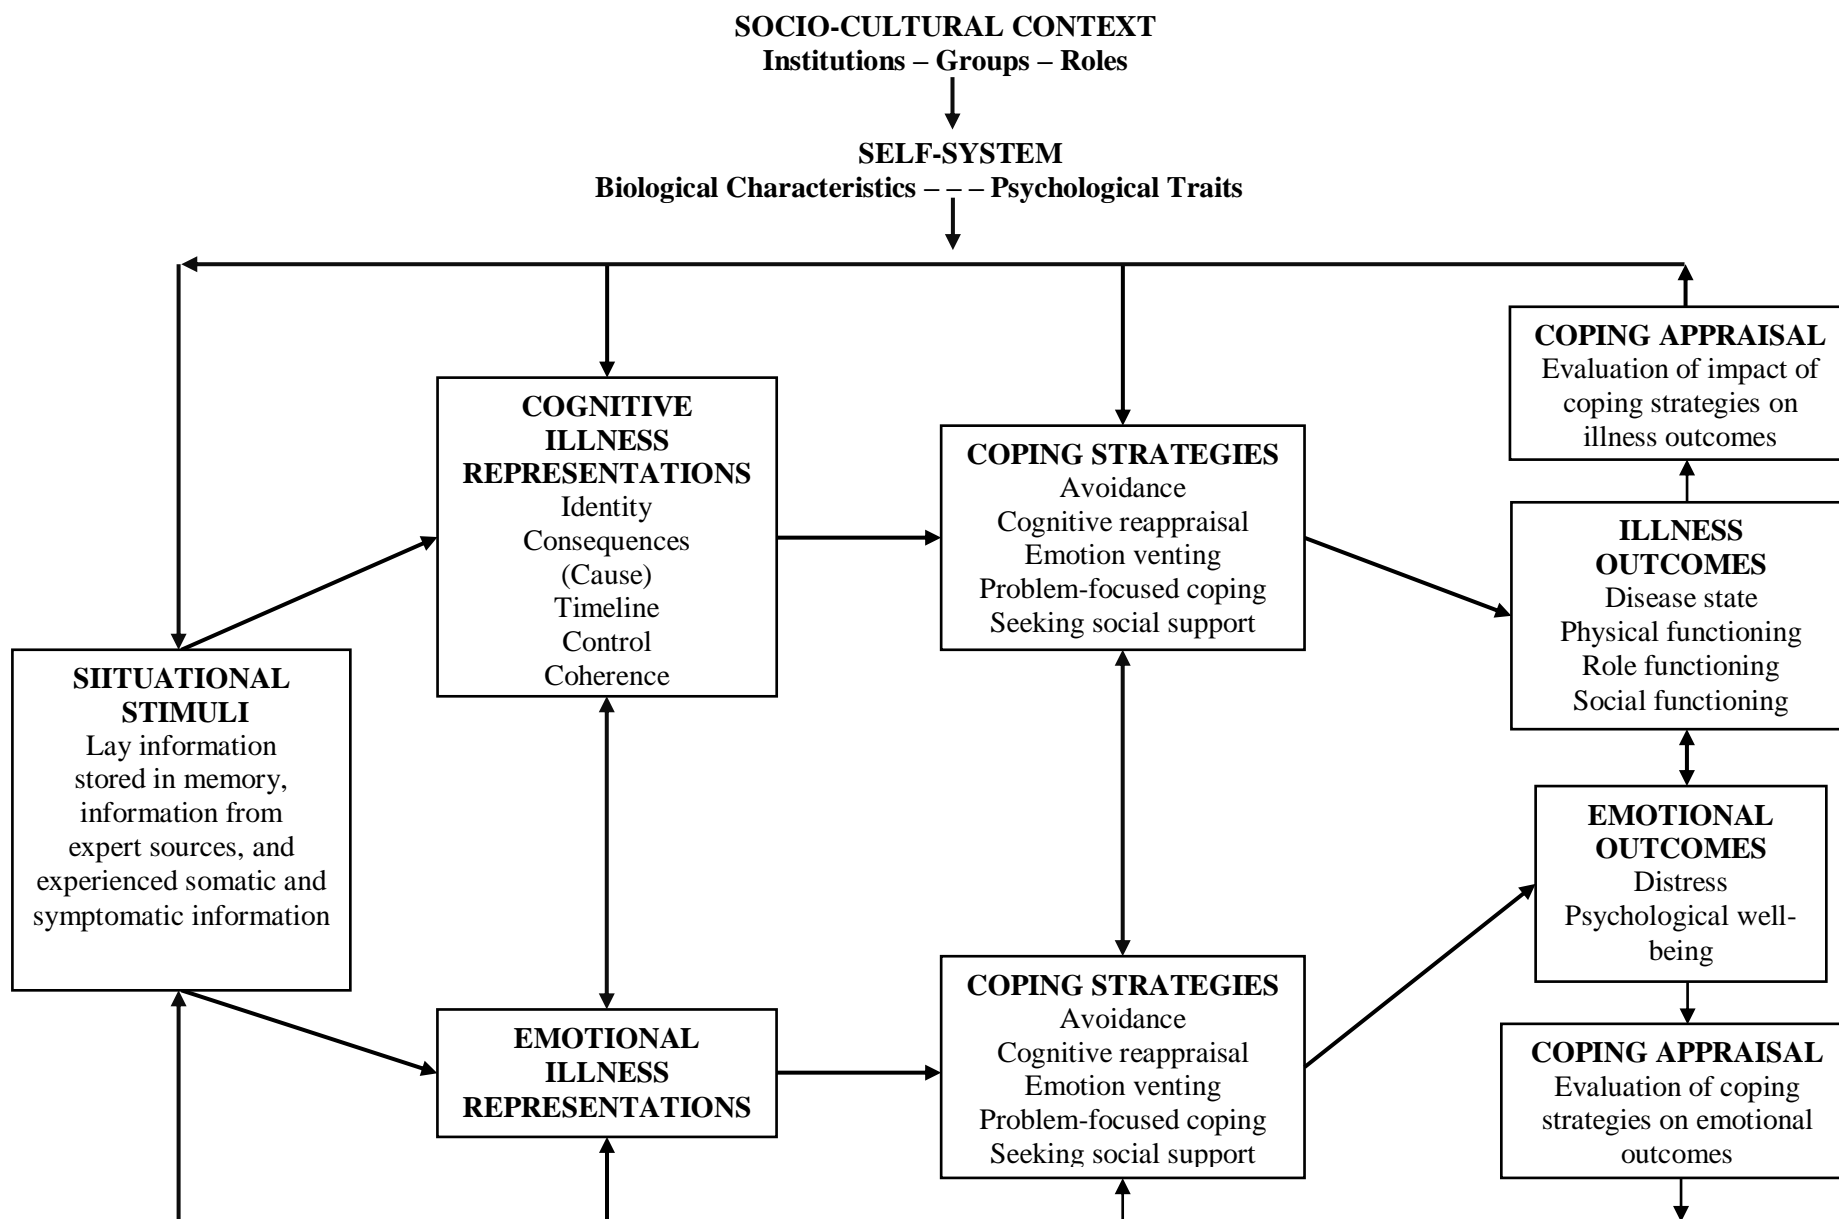 SOCIO-CULTURAL CONTEXT
Institutions – Groups – Roles
SELF-SYSTEM
Biological Characteristics – – – Psychological Traits
COPING APPRAISAL
Evaluation of impact of
coping strategies on
illness outcomes
COGNITIVE
ILLNESS
REPRESENTATIONS
Identity
Consequences
(Cause)
Timeline
Control
Coherence
COPING STRATEGIES
Avoidance
Cognitive reappraisal
Emotion venting
Problem-focused coping
Seeking social support
ILLNESS
OUTCOMES
Disease state
Physical functioning
Role functioning
Social functioning
SIITUATIONAL
STIMULI
Lay information
stored in memory,
information from
expert sources, and
experienced somatic and
symptomatic information
EMOTIONAL
OUTCOMES
Distress
Psychological well-
being
EMOTIONAL
ILLNESS
REPRESENTATIONS
COPING STRATEGIES
Avoidance
Cognitive reappraisal
Emotion venting
Problem-focused coping
Seeking social support
COPING APPRAISAL
Evaluation of coping
strategies on emotional
outcomes